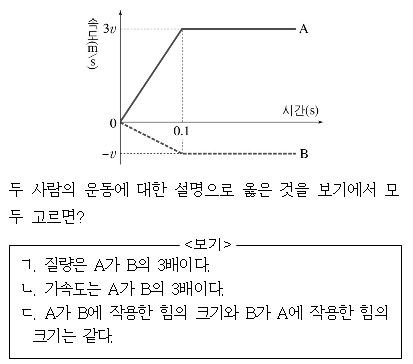 속도(m/s)
3v
A
시간(s)
0
0.1
-v
B
두 사람의 운동에 대한 설명으로 옳은 것을 보기에서 모
두 고르면?
<보기>
ㄱ. 질량은 A가 B의 3배이다.
ㄴ. 가속도는 A가 B의 3배이다.
ㄷ. A가 B에 작용한 힘의 크기와 B가 A에 작용한 힘의
크기는 같다.